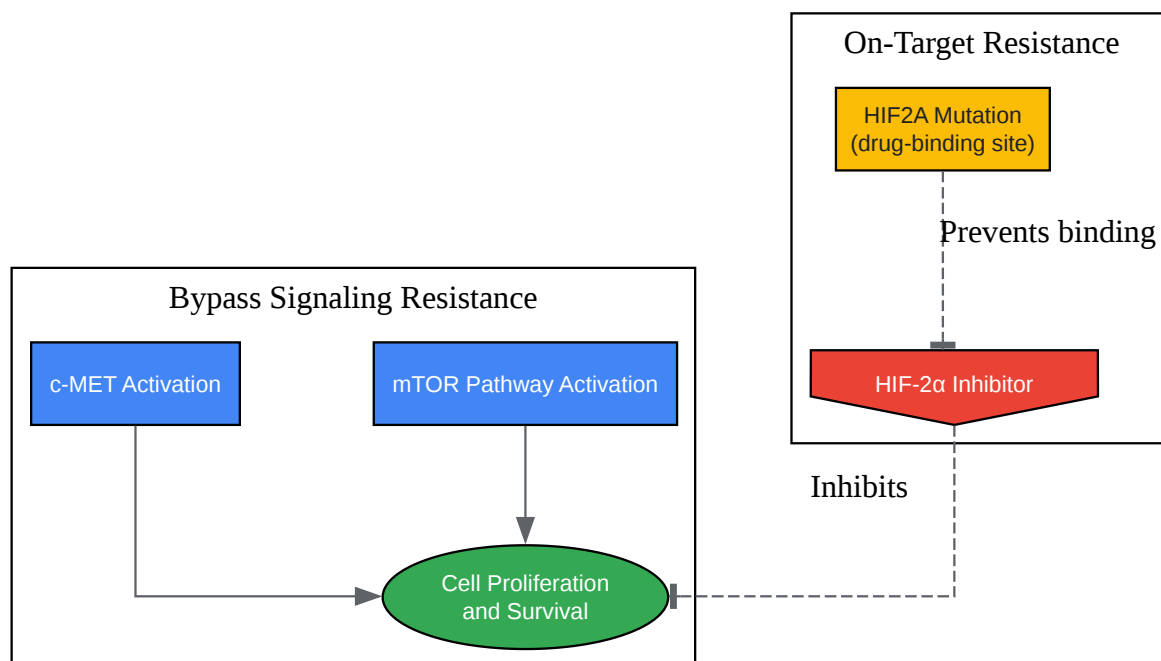 On-Target Resistance
HIF2A Mutation
(drug-binding site)
Prevents binding
Bypass Signaling Resistance
c-MET Activation
mTOR Pathway Activation
HIF-2α Inhibitor
Inhibits
Cell Proliferation
and Survival